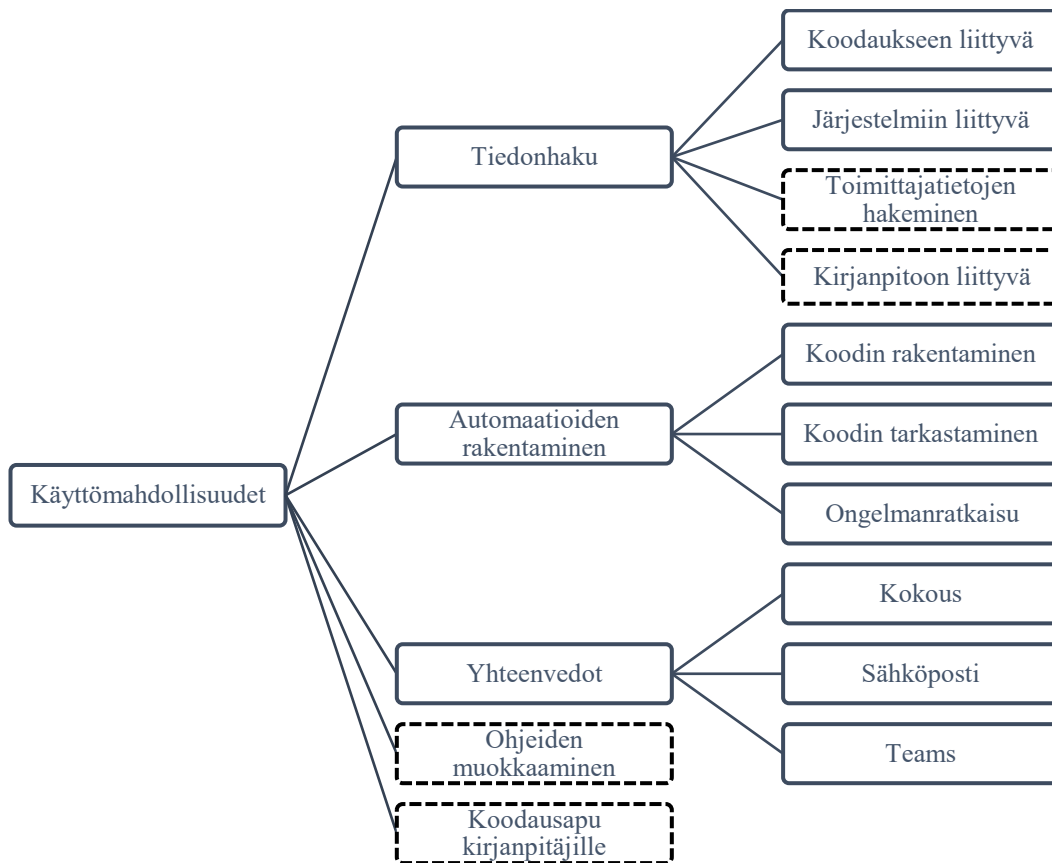 Käyttömahdollisuudet
Tiedonhaku
Koodaukseen liittyvä
Järjestelmiin liittyvä
Toimittajatietojen
hakeminen
Kirjanpitoon liittyvä
Automaatioiden
rakentaminen
Koodin rakentaminen
Koodin tarkastaminen
Ongelmanratkaisu
Yhteenvedot
Kokous
Sähköposti
Teams
Ohjeiden
muokkaaminen
Koodausapu
kirjanpitäjille